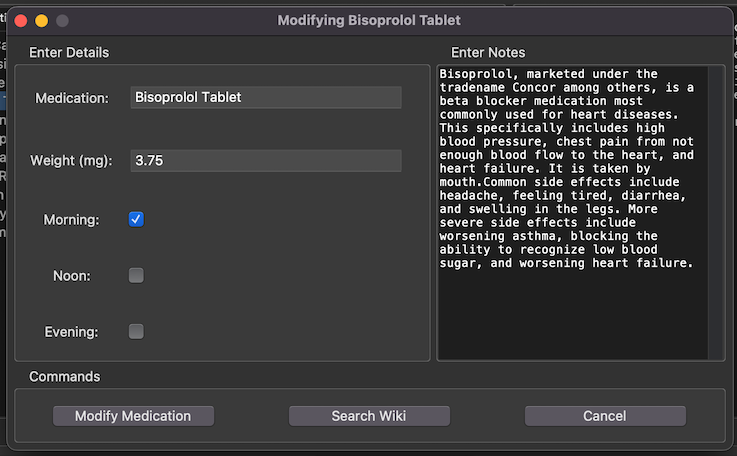 Modifying Bisoprolol Tablet
Enter Details
Medication: Bisoprolol Tablet
Weight (mg): 3.75
Morning:
Noon:
Evening:
Enter Notes
Bisoprolol, marketed under the
tradename Concor among others, is a
beta blocker medication most
commonly used for heart diseases.
This specifically includes high
blood pressure, chest pain from not
enough blood flow to the heart, and
heart failure. It is taken by
mouth.Common side effects include
headache, feeling tired, diarrhea,
and swelling in the legs. More
severe side effects include
worsening asthma, blocking the
ability to recognize low blood
sugar, and worsening heart failure.
Commands
Modify Medication
Search Wiki
Cancel